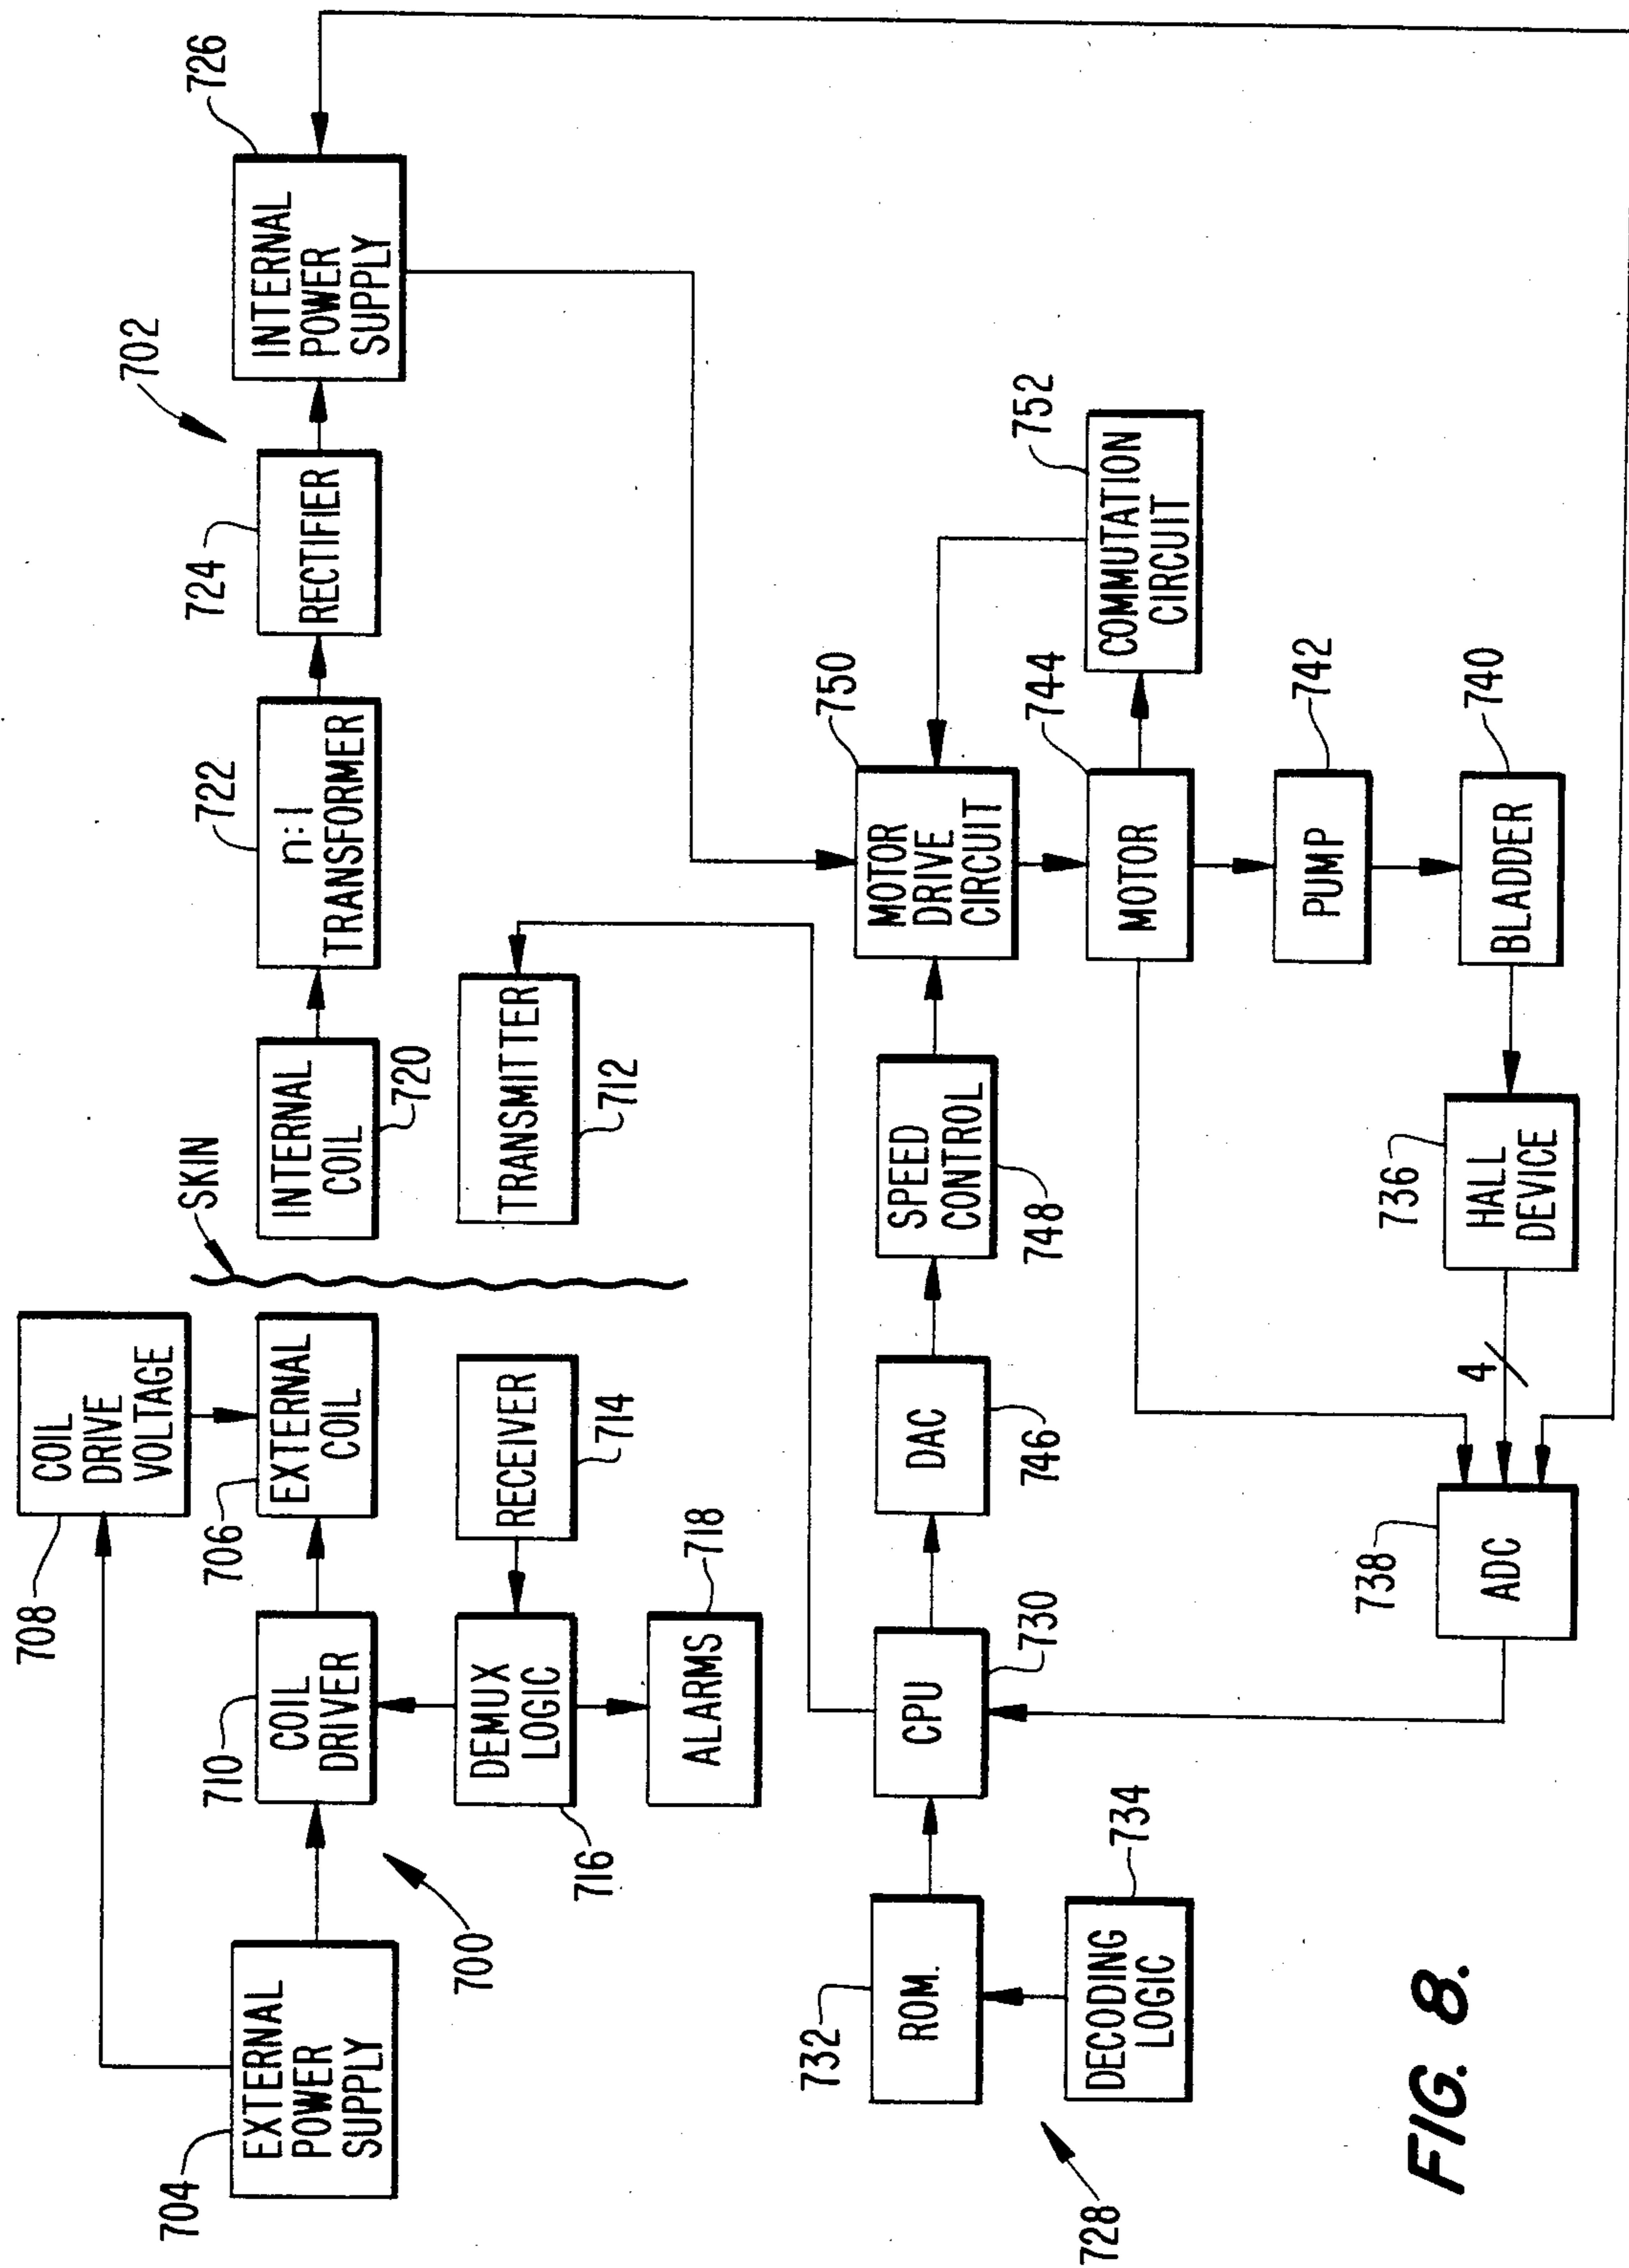 708
COIL
DRIVE
VOLTAGE
704
EXTERNAL
POWER
SUPPLY
710
COIL
DRIVER
706
EXTERNAL
COIL
SKIN
INTERNAL
COIL
720
722
n:1
TRANSFORMER
724
RECTIFIER
702
726
INTERNAL
POWER
SUPPLY
700
716
DEMUX
LOGIC
RECEIVER
714
TRANSMITTER
712
ALARMS
718
732
ROM.
CPU
730
DAC
746
SPEED
CONTROL
748
MOTOR
DRIVE
CIRCUIT
750
728
DECODING
LOGIC
734
MOTOR
744
COMMUTATION
CIRCUIT
752
PUMP
742
738
ADC
4
736
HALL
DEVICE
BLADDER
740
FIG. 8.